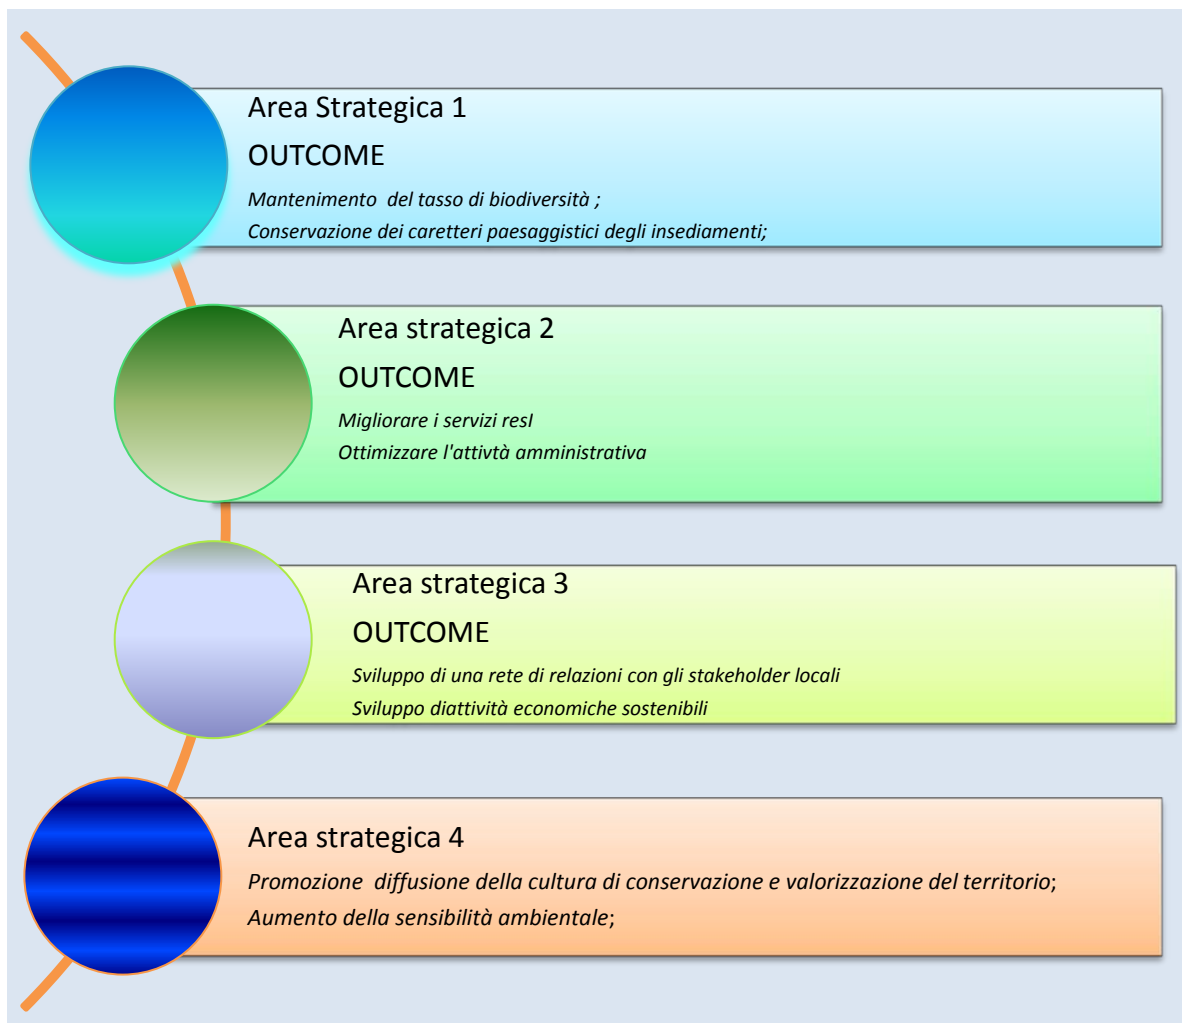 Area Strategica 1
OUTCOME
Mantenimento  del tasso di biodiversità ;
Conservazione dei caretteri paesaggistici degli insediamenti;
Area strategica 2
OUTCOME
Migliorare i servizi resI
Ottimizzare l'attivtà amministrativa
Area strategica 3
OUTCOME
Sviluppo di una rete di relazioni con gli stakeholder locali
Sviluppo diattività economiche sostenibili
Area strategica 4
Promozione  diffusione della cultura di conservazione e valorizzazione del territorio;
Aumento della sensibilità ambientale;